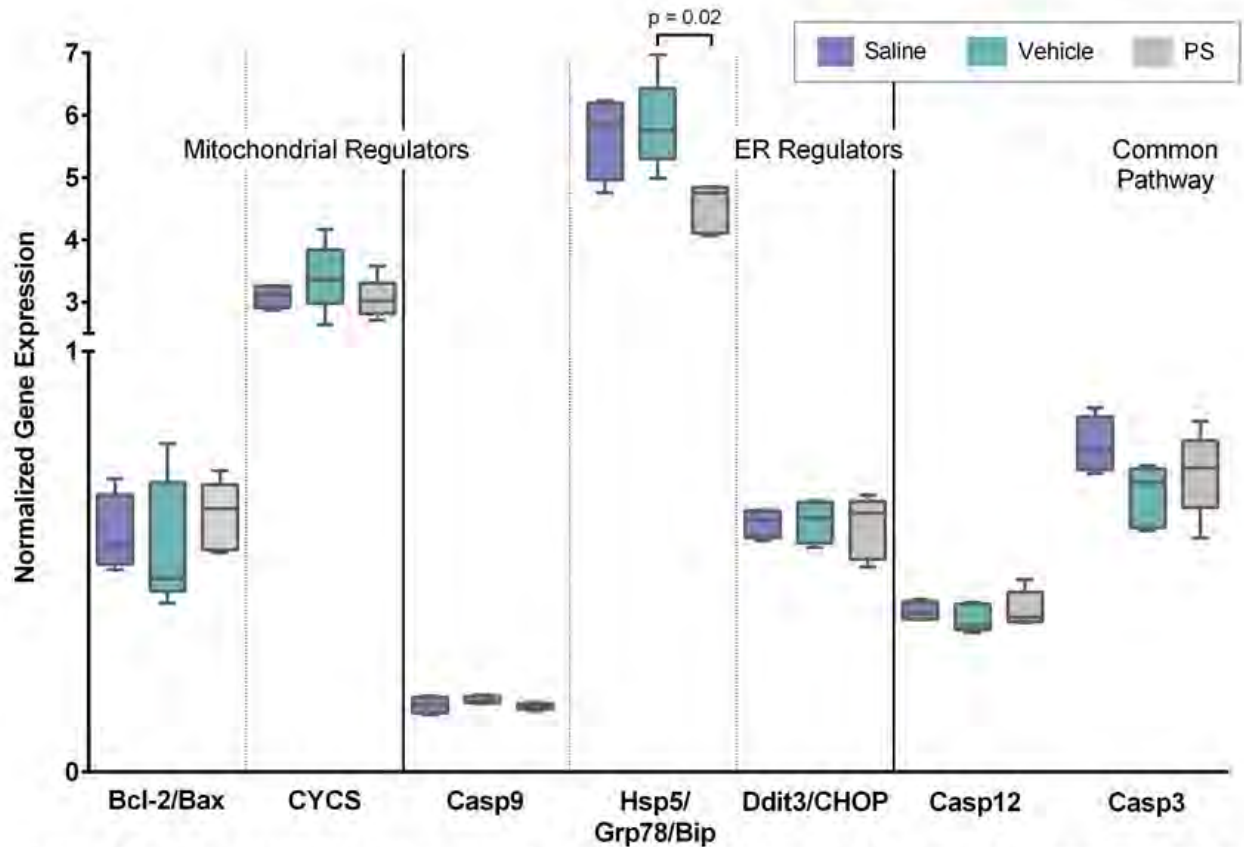 p = 0.02
Saline
Vehicle
PS
Mitochondrial Regulators
ER Regulators
Common
Pathway
Normalized Gene Expression
7
6
5
4
3
1
0
Bcl-2/Bax
CYCS
Casp9
Hsp5/
Grp78/Bip
Ddit3/CHOP
Casp12
Casp3